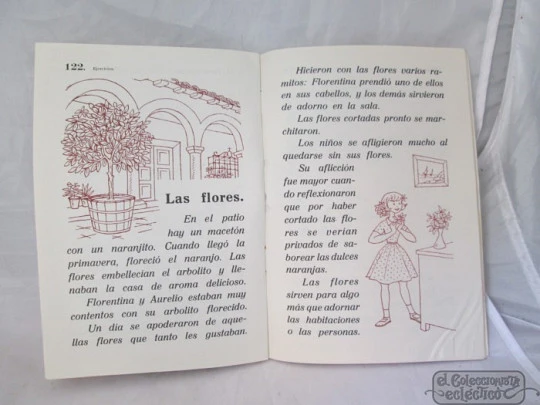 122. Ejercicios
Las flores.
En el patio
hay un macetón
con un naranjito. Cuando llegó la
primavera, floreció el naranjo. Las
flores embellecían el arbolito y lle-
naban la casa de aroma delicioso.
Florentina y Aurelio estaban muy
contentos con su arbolito florecido.
Un día se apoderaron de aque-
llas flores que tanto les gustaban.
Hicieron con las flores varios ra-
mitos: Florentina prendió uno de ellos
en sus cabellos, y los demás sirvieron
de adorno en la sala.
Las flores cortadas pronto se mar-
chitaron.
Los niños se afligieron mucho al
quedarse sin sus flores.
Su aflicción
fue mayor cuan-
do reflexionaron
que por haber
cortado las flo-
res se verían
privados de sa-
borear las dulces
naranjas.
Las flores
sirven para algo
más que adornar
las habitaciones
o las personas.
el Coleccionista
ecléctico